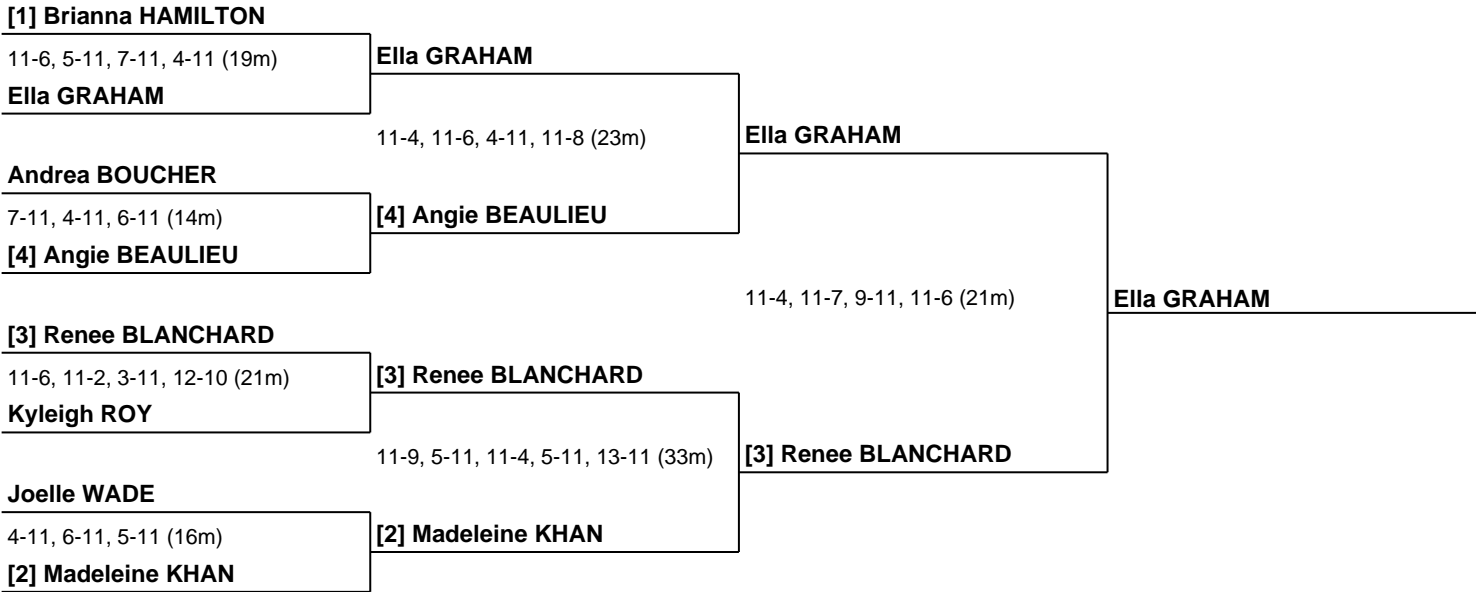 [1] Brianna HAMILTON
11-6, 5-11, 7-11, 4-11 (19m)
Ella GRAHAM
Ella GRAHAM
11-4, 11-6, 4-11, 11-8 (23m)
Ella GRAHAM
Andrea BOUCHER
7-11, 4-11, 6-11 (14m)
[4] Angie BEAULIEU
[4] Angie BEAULIEU
11-4, 11-7, 9-11, 11-6 (21m)
Ella GRAHAM
[3] Renee BLANCHARD
11-6, 11-2, 3-11, 12-10 (21m)
[3] Renee BLANCHARD
Kyleigh ROY
11-9, 5-11, 11-4, 5-11, 13-11 (33m)
[3] Renee BLANCHARD
Joelle WADE
4-11, 6-11, 5-11 (16m)
[2] Madeleine KHAN
[2] Madeleine KHAN